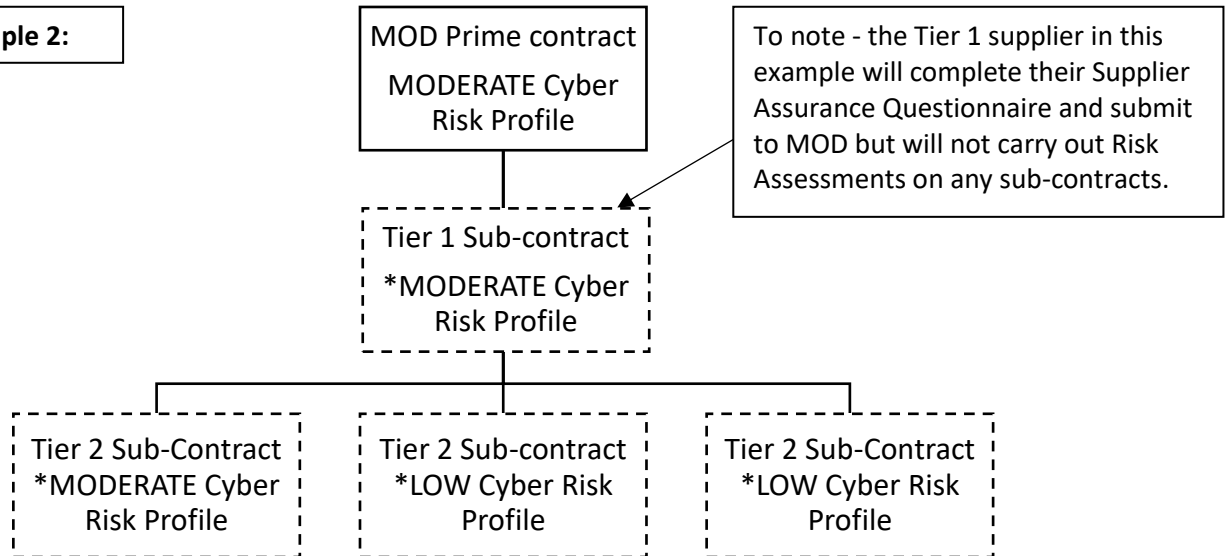 ple 2:
MOD Prime contract
MODERATE Cyber
Risk Profile
To note - the Tier 1 supplier in this
example will complete their Supplier
Assurance Questionnaire and submit
to MOD but will not carry out Risk
Assessments on any sub-contracts.
Tier 1 Sub-contract
*MODERATE Cyber
Risk Profile
Tier 2 Sub-Contract
*MODERATE Cyber
Risk Profile
Tier 2 Sub-contract
*LOW Cyber Risk
Profile
Tier 2 Sub-Contract
*LOW Cyber Risk
Profile